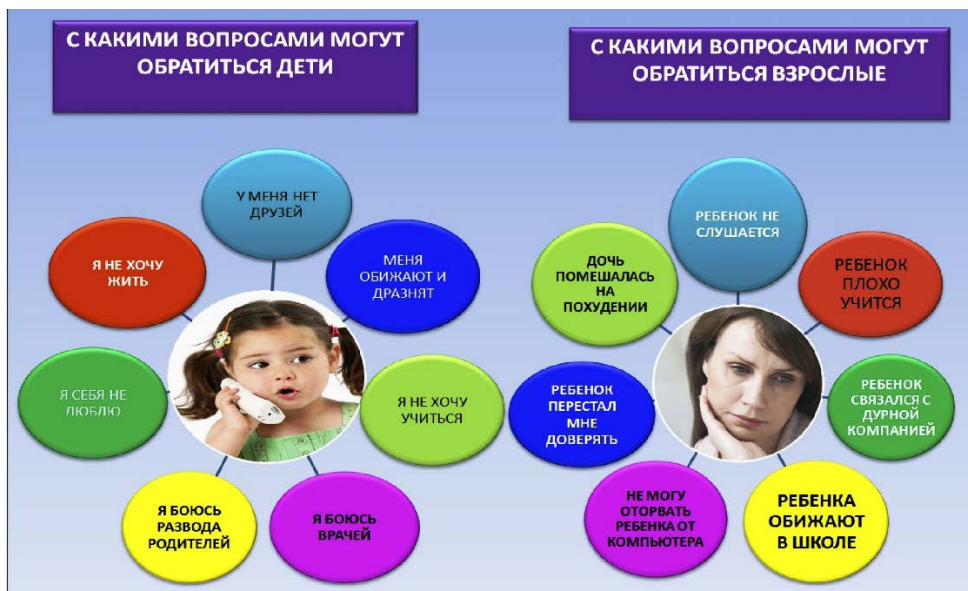 С КАКИМИ ВОПРОСАМИ МОГУТ
ОБРАТИТЬСЯ ДЕТИ
У МЕНЯ НЕТ
ДРУЗЕЙ
МЕНЯ
ОБИЖАЮТ И
ДРАЗНЯТ
Я НЕ ХОЧУ
УЧИТЬСЯ
Я БОЮСЬ
ВРАЧЕЙ
Я БОЮСЬ
РАЗВОДА
РОДИТЕЛЕЙ
Я СЕБЯ НЕ
ЛЮБЛЮ
Я НЕ ХОЧУ
ЖИТЬ
С КАКИМИ ВОПРОСАМИ МОГУТ
ОБРАТИТЬСЯ ВЗРОСЛЫЕ
РЕБЕНОК НЕ
СЛУШАЕТСЯ
РЕБЕНОК
ПЛОХО
УЧИТСЯ
РЕБЕНОК
СВЯЗАЛСЯ С
ДУРНОЙ
КОМПАНИЕЙ
РЕБЕНКА
ОБИЖАЮТ
В ШКОЛЕ
НЕ МОГУ
ОТОРВАТЬ
РЕБЕНКА ОТ
КОМПЬЮТЕРА
РЕБЕНОК
ПЕРЕСТАЛ
МНЕ
ДОВЕРЯТЬ
ДОЧЬ
ПОМЕШАЛАСЬ
НА
ПОХУДЕНИИ